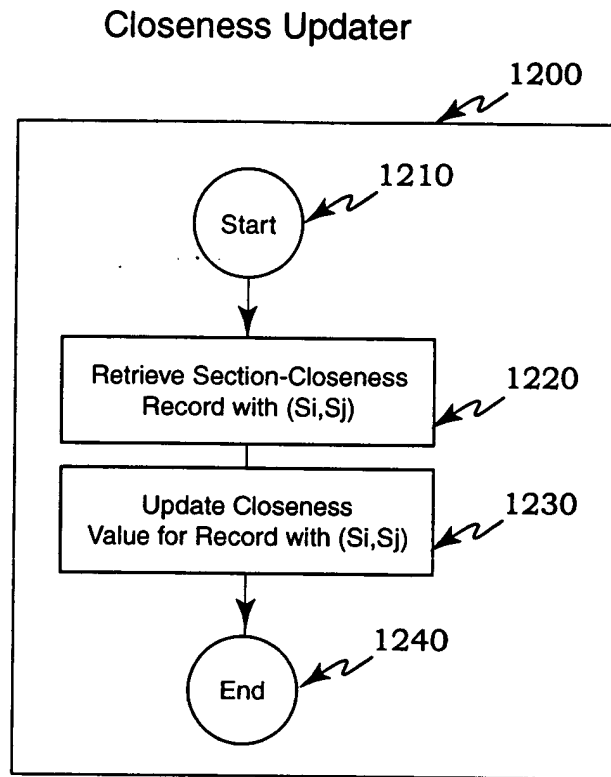 Closeness Updater
1200
1210
Start
Retrieve Section-Closeness
Record with (Si,Sj)
1220
Update Closeness
Value for Record with (Si,Sj)
1230
1240
End